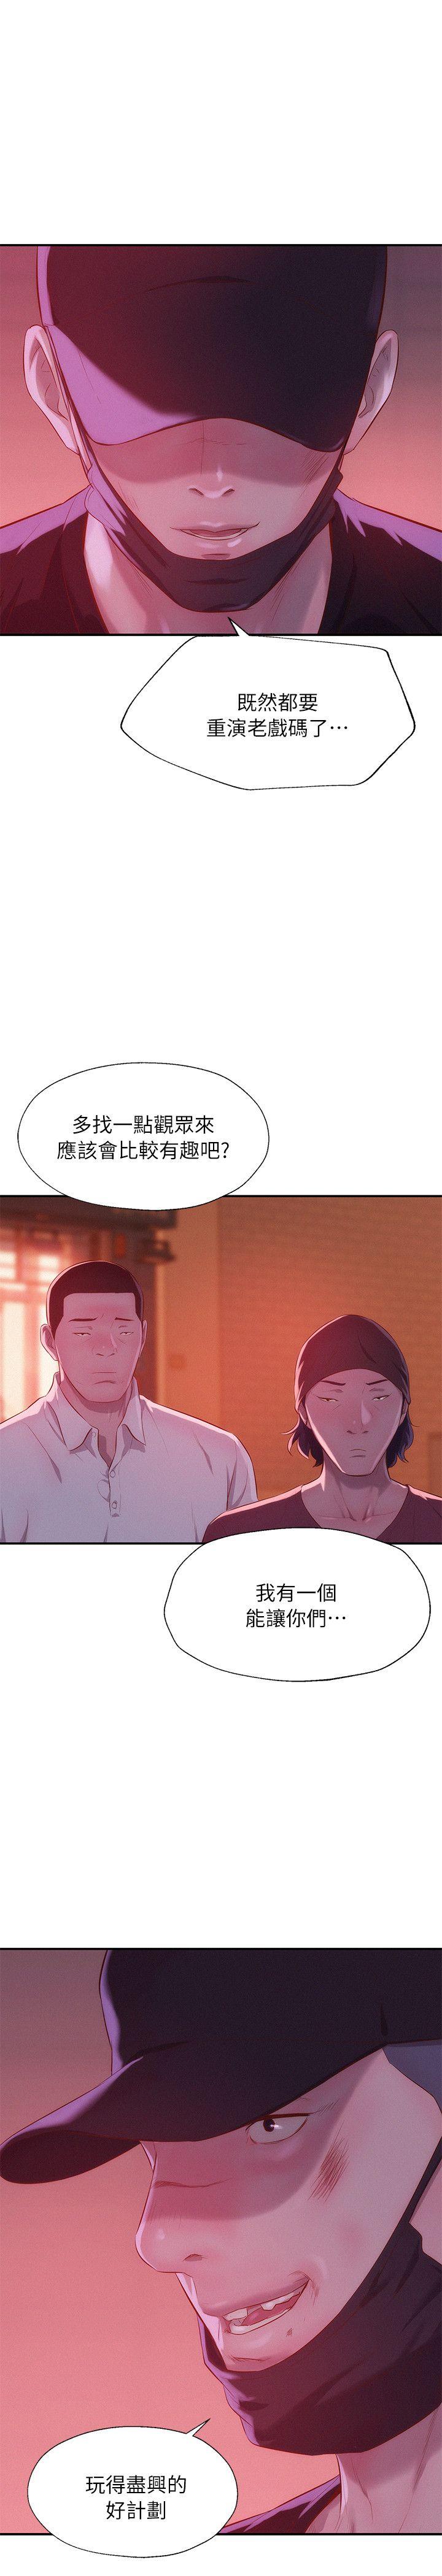 既然都要
重演老戲碼了⋯
多找一點觀眾來
應該會比較有趣吧?
我有一個
能讓你們⋯
玩得盡興的
好計劃